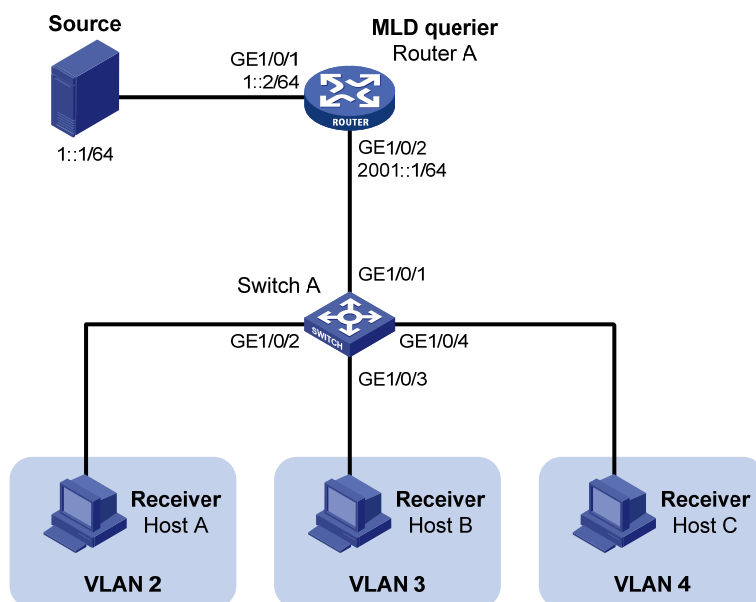 Source
MLD querier
Router A
GE1/0/1
1::2/64
ROUTER
1::1/64
GE1/0/2
2001::1/64
GE1/0/1
Switch A
SWITCH
GE1/0/2
GE1/0/4
GE1/0/3
Receiver
Host A
VLAN 2
Receiver
Host B
VLAN 3
Receiver
Host C
VLAN 4